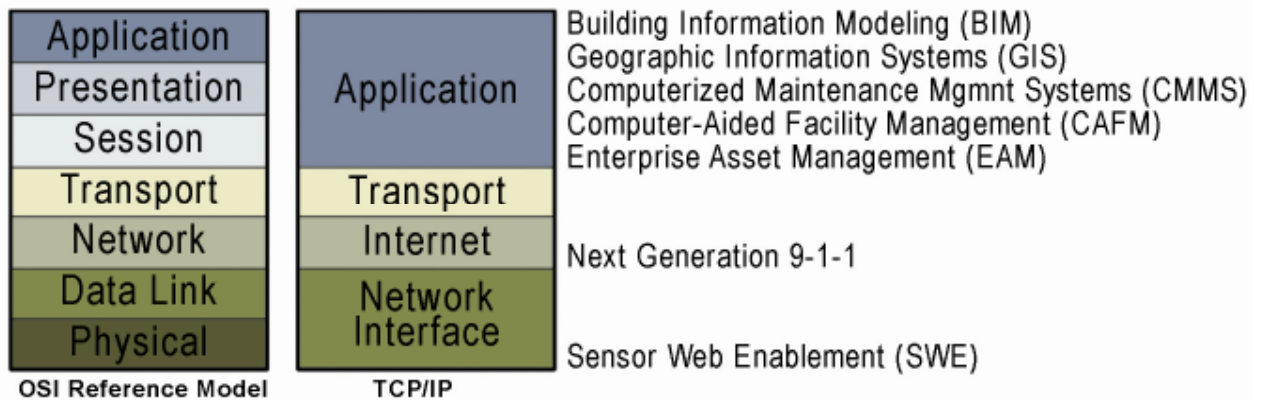 Application
Presentation
Session
Transport
Network
Data Link
Physical
OSI Reference Model
Application
Transport
Internet
Network
Interface
TCP/IP
Building Information Modeling (BIM)
Geographic Information Systems (GIS)
Computerized Maintenance Mgmnt Systems (CMMS)
Computer-Aided Facility Management (CAFM)
Enterprise Asset Management (EAM)
Next Generation 9-1-1
Sensor Web Enablement (SWE)